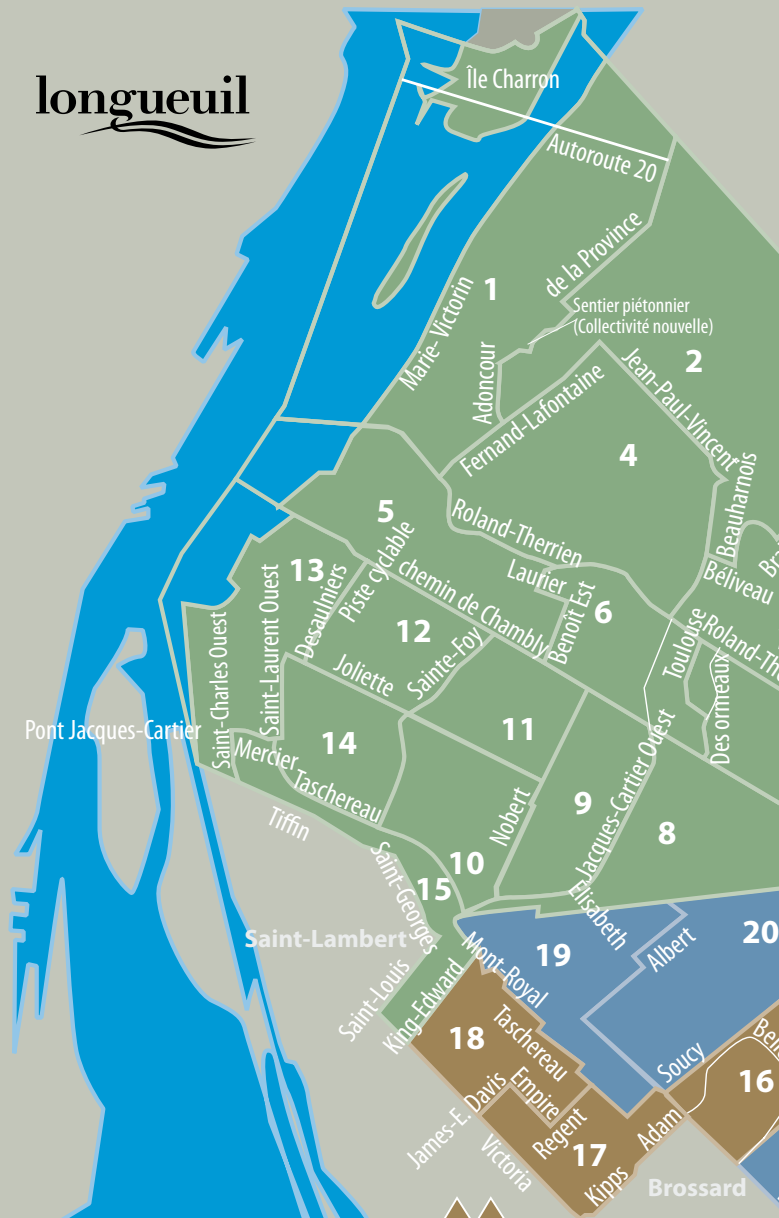 longueuil
Île Charron
Autoroute 20
de la Province
1
Marie- Victorin
Sentier piétonnier
(Collectivité nouvelle)
2
Adoncour
Jean-Paul-Vincent
Fernand-Lafontaine
4
Beauharnois
5
Roland-Therrien
Piste cyclable
Laurier
Béliveau
13
chemin de Chambly
Benoît Est
6
Desaulniers
12
Saint-Laurent Ouest
Saint-Charles Ouest
Joliette
Sainte-Foy
Toulouse
Roland-Th
Des ormeaux
Pont Jacques-Cartier
Mercier
14
11
Taschereau
Tiffin
Nobert
9
Jacques-Cartier Ouest
8
10
15
Saint-Georges
Elisabeth
Saint-Lambert
Mont-Royal
19
Albert
20
Saint-Louis
King-Edward
18
Taschereau
Soucy
16
James-E. Davis
Empire
Regent
Adam
Victoria
17
Kipps
Brossard